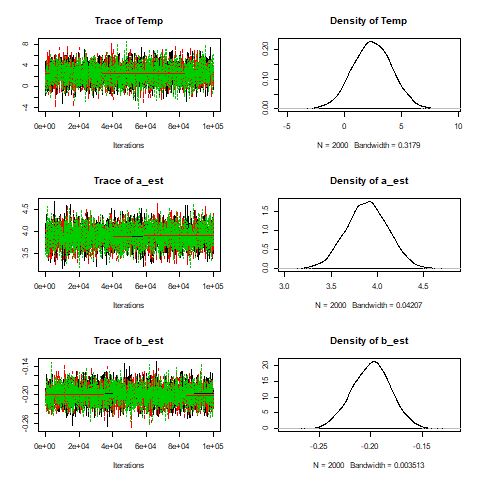 Trace of Temp
8
4
0
-4
0e+00 2e+04 4e+04 6e+04 8e+04 1e+05
Iterations
Density of Temp
0.20
0.10
0.00
-5 0 5 10
N = 2000 Bandwidth = 0.3179
Trace of a_est
4.5
4.0
3.5
0e+00 2e+04 4e+04 6e+04 8e+04 1e+05
Iterations
Density of a_est
1.5
1.0
0.5
0.0
3.0 3.5 4.0 4.5
N = 2000 Bandwidth = 0.04207
Trace of b_est
-0.14
-0.20
-0.26
0e+00 2e+04 4e+04 6e+04 8e+04 1e+05
Iterations
Density of b_est
20
15
10
5
0
-0.25 -0.20 -0.15
N = 2000 Bandwidth = 0.003513